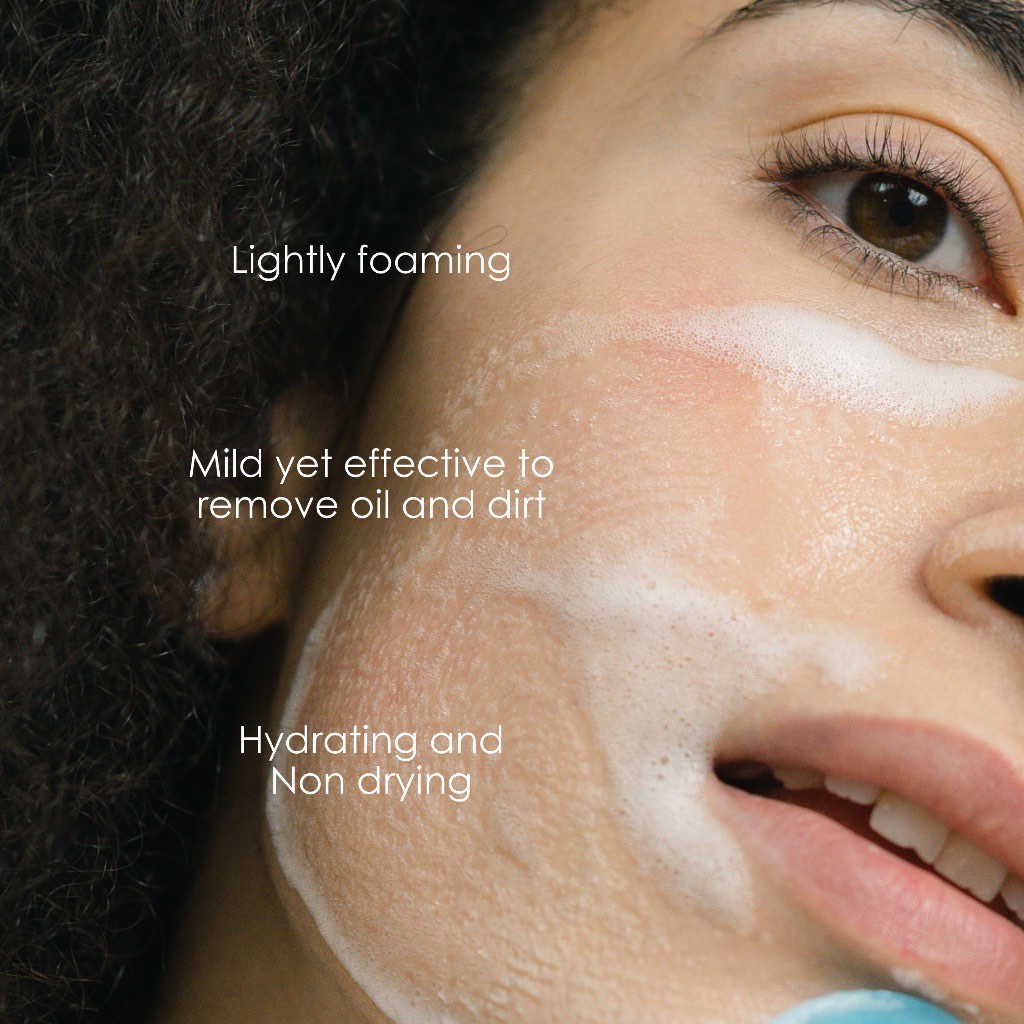 Lightly foaming
Mild yet effective to
remove oil and dirt
Hydrating and
Non drying